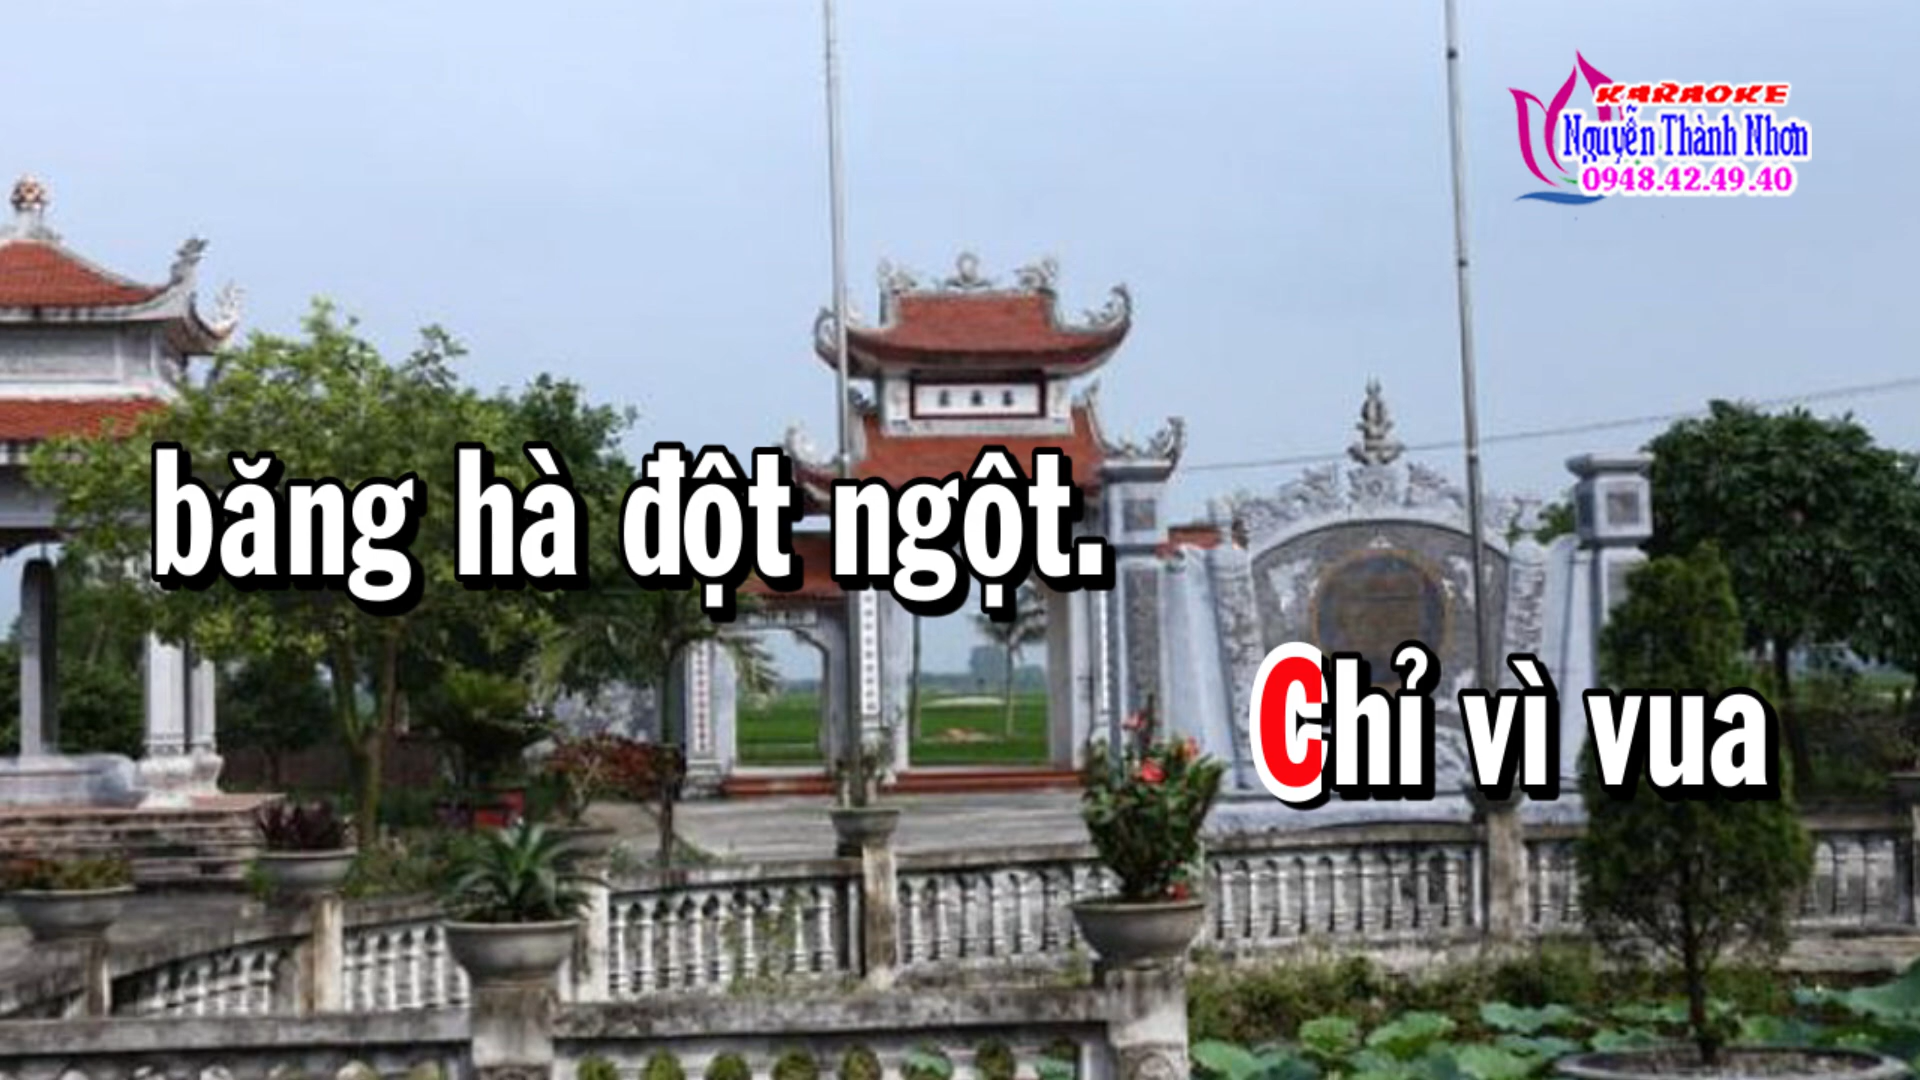 KARAOKE
Nguyễn Thành Nhơn
0948.42.49.40
băng hà đột ngột.
Chỉ vì vua